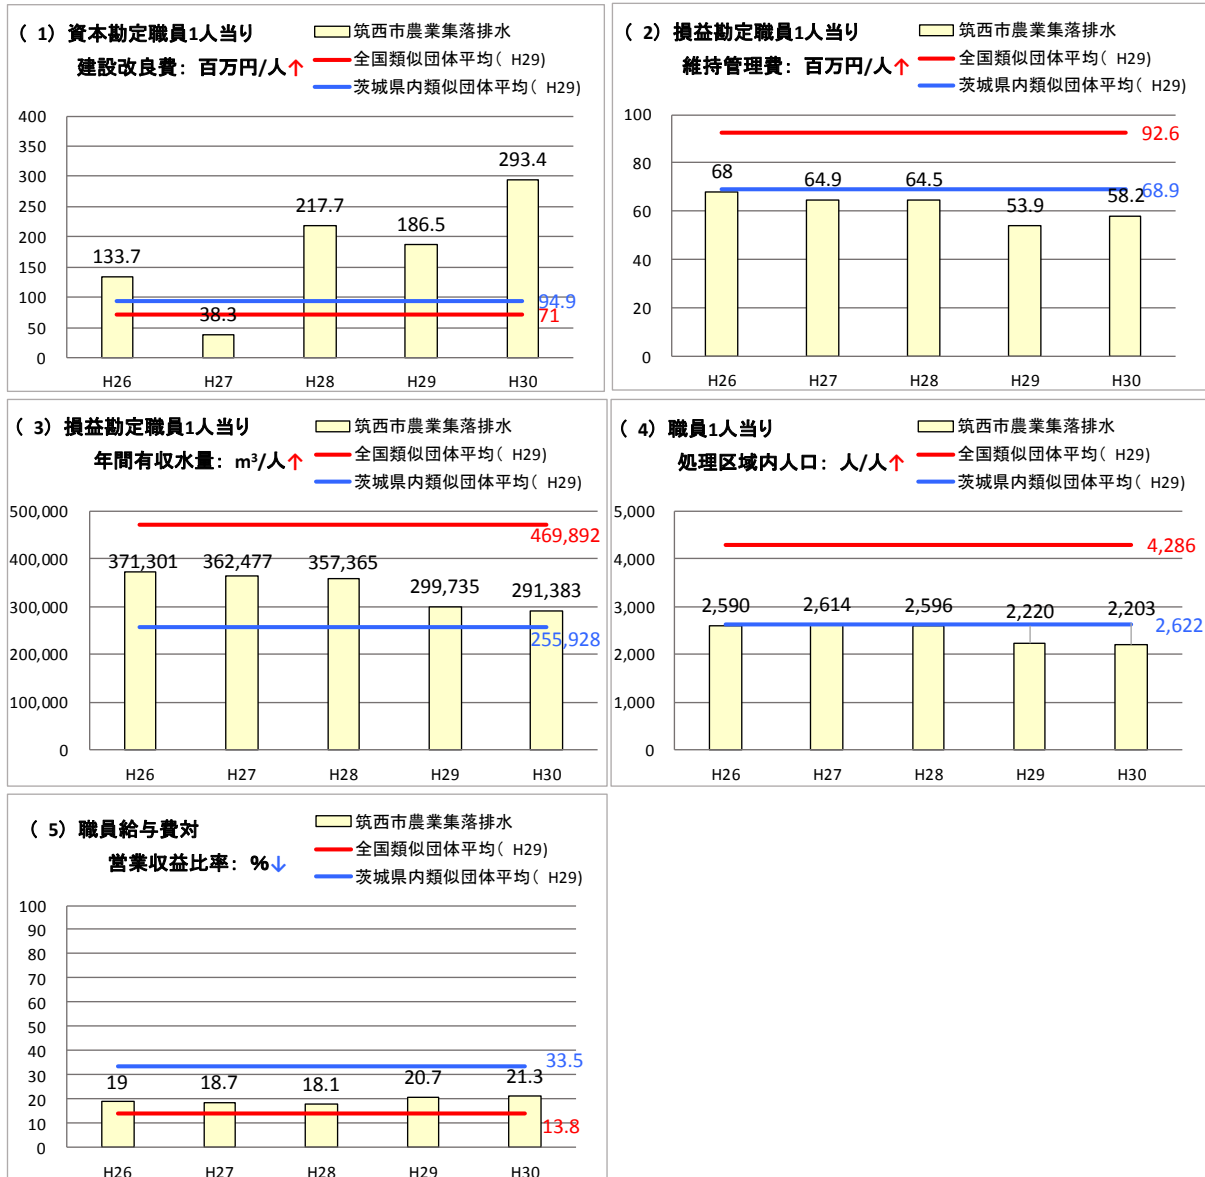 （ 1）資本勘定職員1人当り
建設改良費： 百万円/人↑
筑西市農業集落排水
全国類似団体平均（ H29)
茨城県内類似団体平均（ H29)
400
350
300
250
200
150
100
50
0
133.7
38.3
217.7
186.5
293.4
94.9
71
H26
H27
H28
H29
H30
（ 2）損益勘定職員1人当り
維持管理費： 百万円/人↑
筑西市農業集落排水
全国類似団体平均（ H29)
茨城県内類似団体平均（ H29)
100
80
60
40
20
0
68
64.9
64.5
53.9
58.2
92.6
68.9
H26
H27
H28
H29
H30
（ 3）損益勘定職員1人当り
年間有収水量： m³/人↑
筑西市農業集落排水
全国類似団体平均（ H29)
茨城県内類似団体平均（ H29)
500,000
400,000
300,000
200,000
100,000
0
371,301
362,477
357,365
299,735
291,383
469,892
255,928
H26
H27
H28
H29
H30
（ 4）職員1人当り
処理区域内人口： 人/人↑
筑西市農業集落排水
全国類似団体平均（ H29)
茨城県内類似団体平均（ H29)
5,000
4,000
3,000
2,000
1,000
0
2,590
2,614
2,596
2,220
2,203
4,286
2,622
H26
H27
H28
H29
H30
（ 5）職員給与費対
営業収益比率： %↓
筑西市農業集落排水
全国類似団体平均（ H29)
茨城県内類似団体平均（ H29)
100
90
80
70
60
50
40
30
20
10
0
19
18.7
18.1
20.7
21.3
33.5
13.8
H26
H27
H28
H29
H30